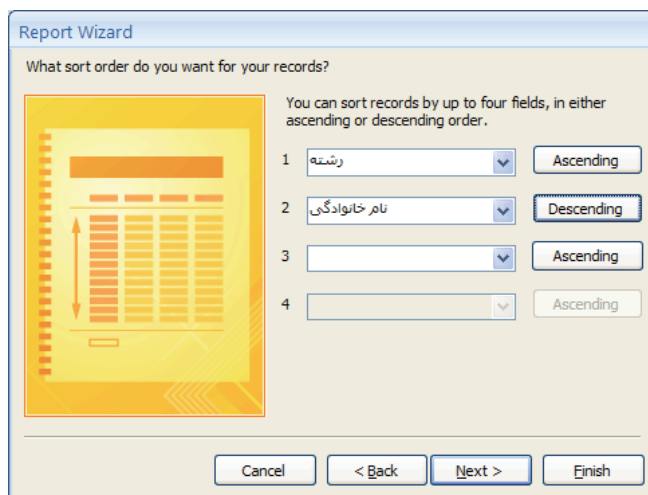 Report Wizard
What sort order do you want for your records?
You can sort records by up to four fields, in either
ascending or descending order.
1 رشته Ascending
2 نام خانوادگی Descending
3 Ascending
4 Ascending
Cancel < Back Next > Finish